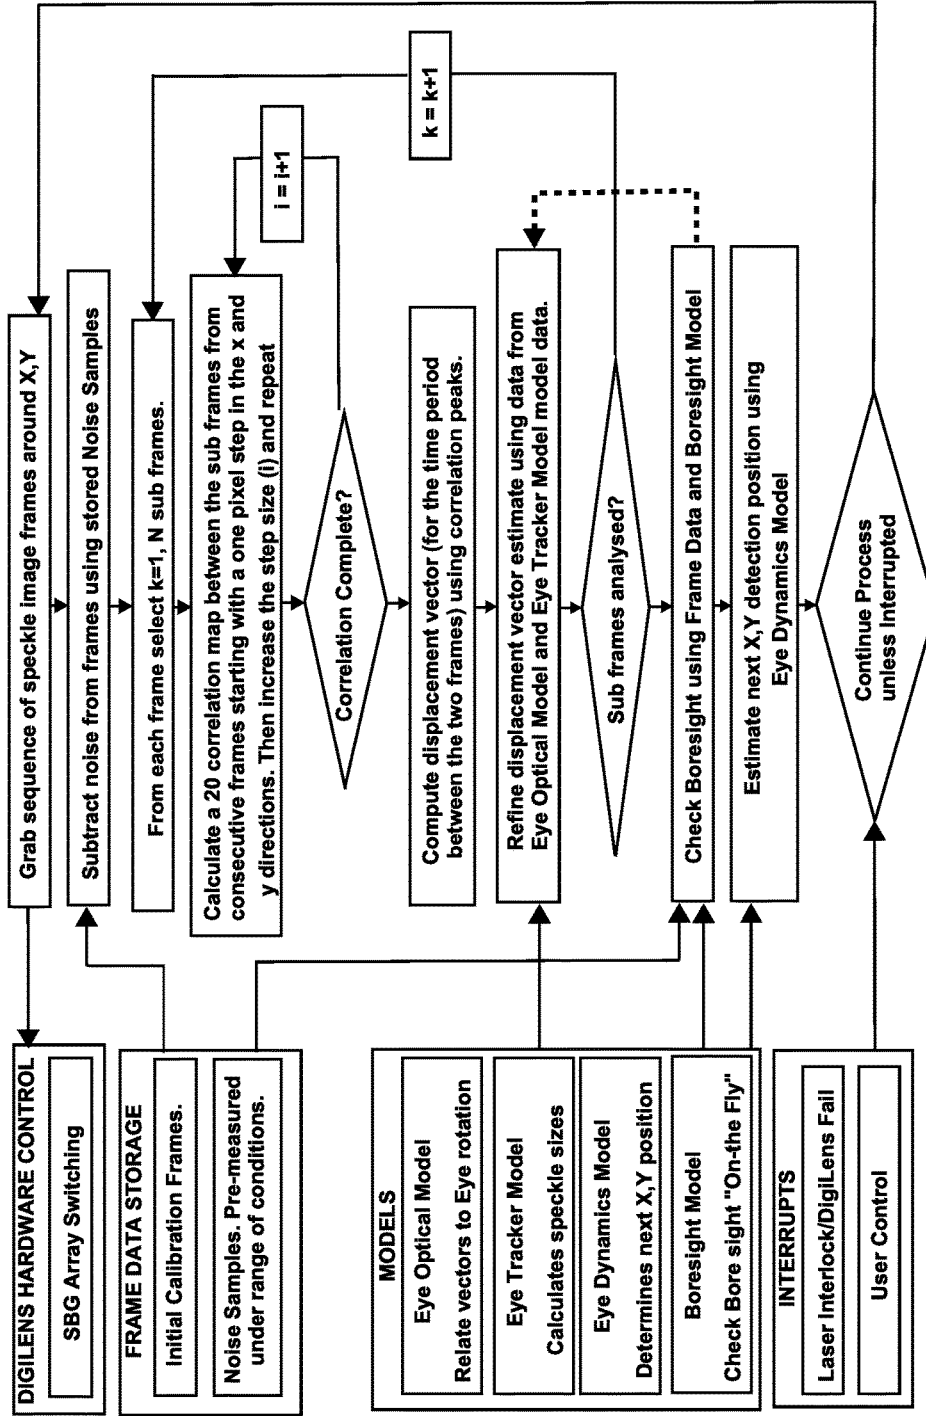 DIGILENS HARDWARE CONTROL
SBG Array Switching
FRAME DATA STORAGE
Initial Calibration Frames.
Noise Samples. Pre-measured
under range of conditions.
MODELS
Eye Optical Model
Relate vectors to Eye rotation
Eye Tracker Model
Calculates speckle sizes
Eye Dynamics Model
Determines next X,Y position
Boresight Model
Check Bore sight "On-the Fly"
INTERRUPTS
Laser Interlock/DigiLens Fail
User Control
Grab sequence of speckle image frames around X,Y
Subtract noise from frames using stored Noise Samples
From each frame select k=1, N sub frames.
Calculate a 20 correlation map between the sub frames from
consecutive frames starting with a one pixel step in the x and
y directions. Then increase the step size (i) and repeat
Correlation Complete?
i = i+1
Compute displacement vector (for the time period
between the two frames) using correlation peaks.
Refine displacement vector estimate using data from
Eye Optical Model and Eye Tracker Model model data.
Sub frames analysed?
k = k+1
Check Boresight using Frame Data and Boresight Model
Estimate next X,Y detection position using
Eye Dynamics Model
Continue Process
unless Interrupted